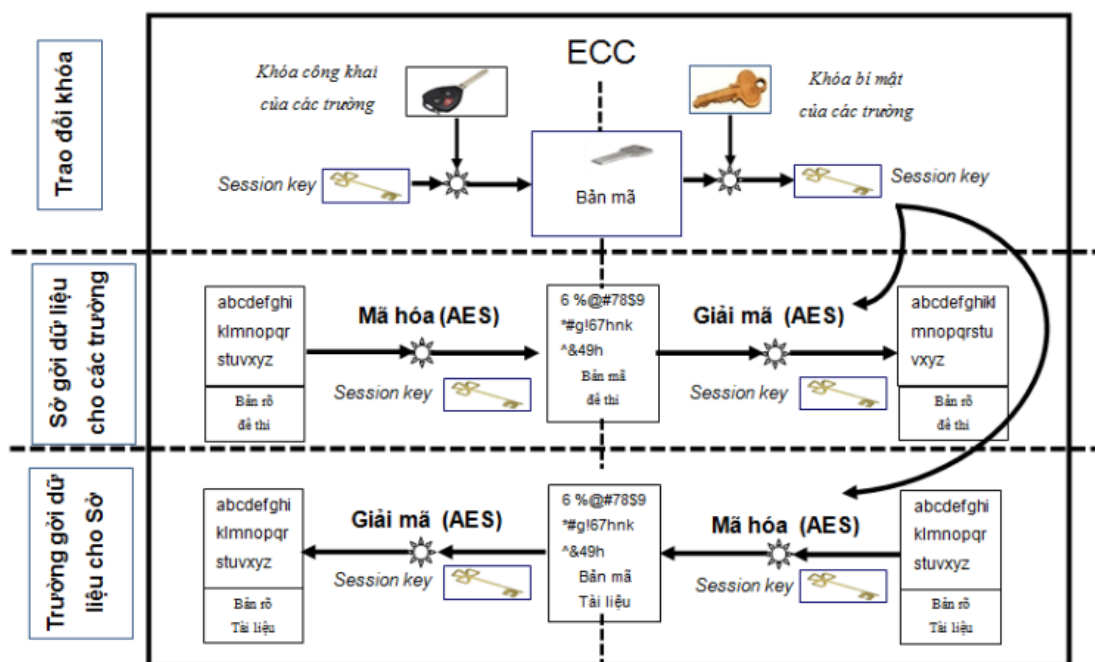 Trao đổi khóa
ECC
Khóa công khai
của các trường
Khóa bí mật
của các trường
Session key
Bản mã
Session key
Sở gởi dữ liệu
cho các trường
abcdefghi
klmnopqr
stuvxyz
Bản rõ
đề thi
Mã hóa (AES)
Session key
6 %@#78$9
*#g!67hnk
^&49h
Bản mã
đề thi
Giải mã (AES)
Session key
abcdefghikl
mnopqrstu
vxyz
Bản rõ
đề thi
Trường gởi dữ
liệu cho Sở
abcdefghi
klmnopqr
stuvxyz
Bản rõ
Tài liệu
Giải mã (AES)
Session key
6 %@#78$9
*#g!67hnk
^&49h
Bản mã
Tài liệu
Mã hóa (AES)
Session key
abcdefghi
klmnopqr
stuvxyz
Bản rõ
Tài liệu